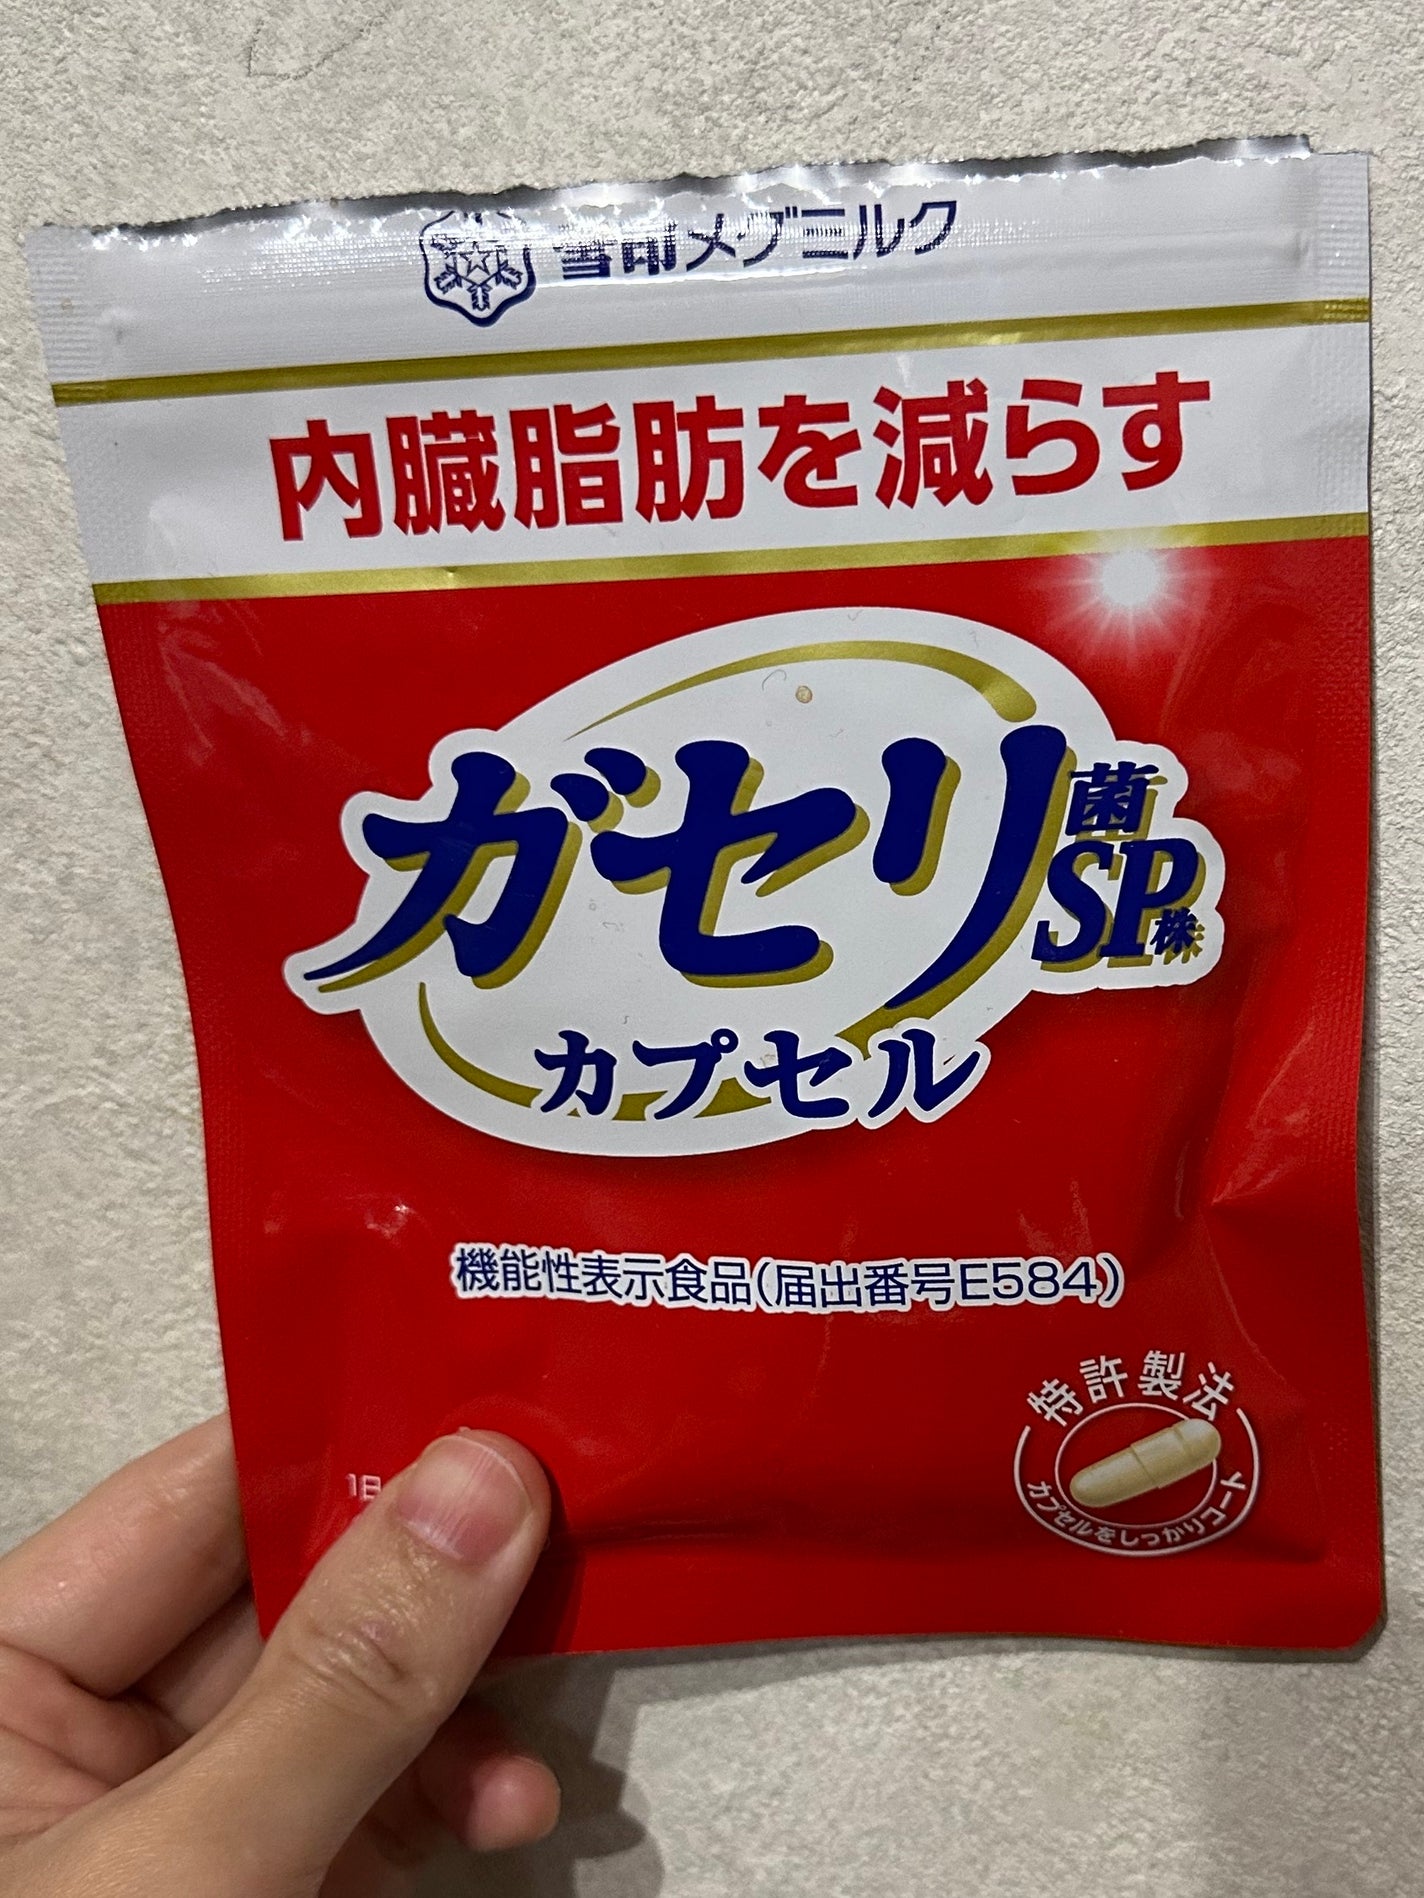 雪印メグミルク
内臓脂肪を減らす
ガセリ菌SP株
カプセル
機能性表示食品(届出番号E584)
特許製法
カプセルをしっかりコート
1日